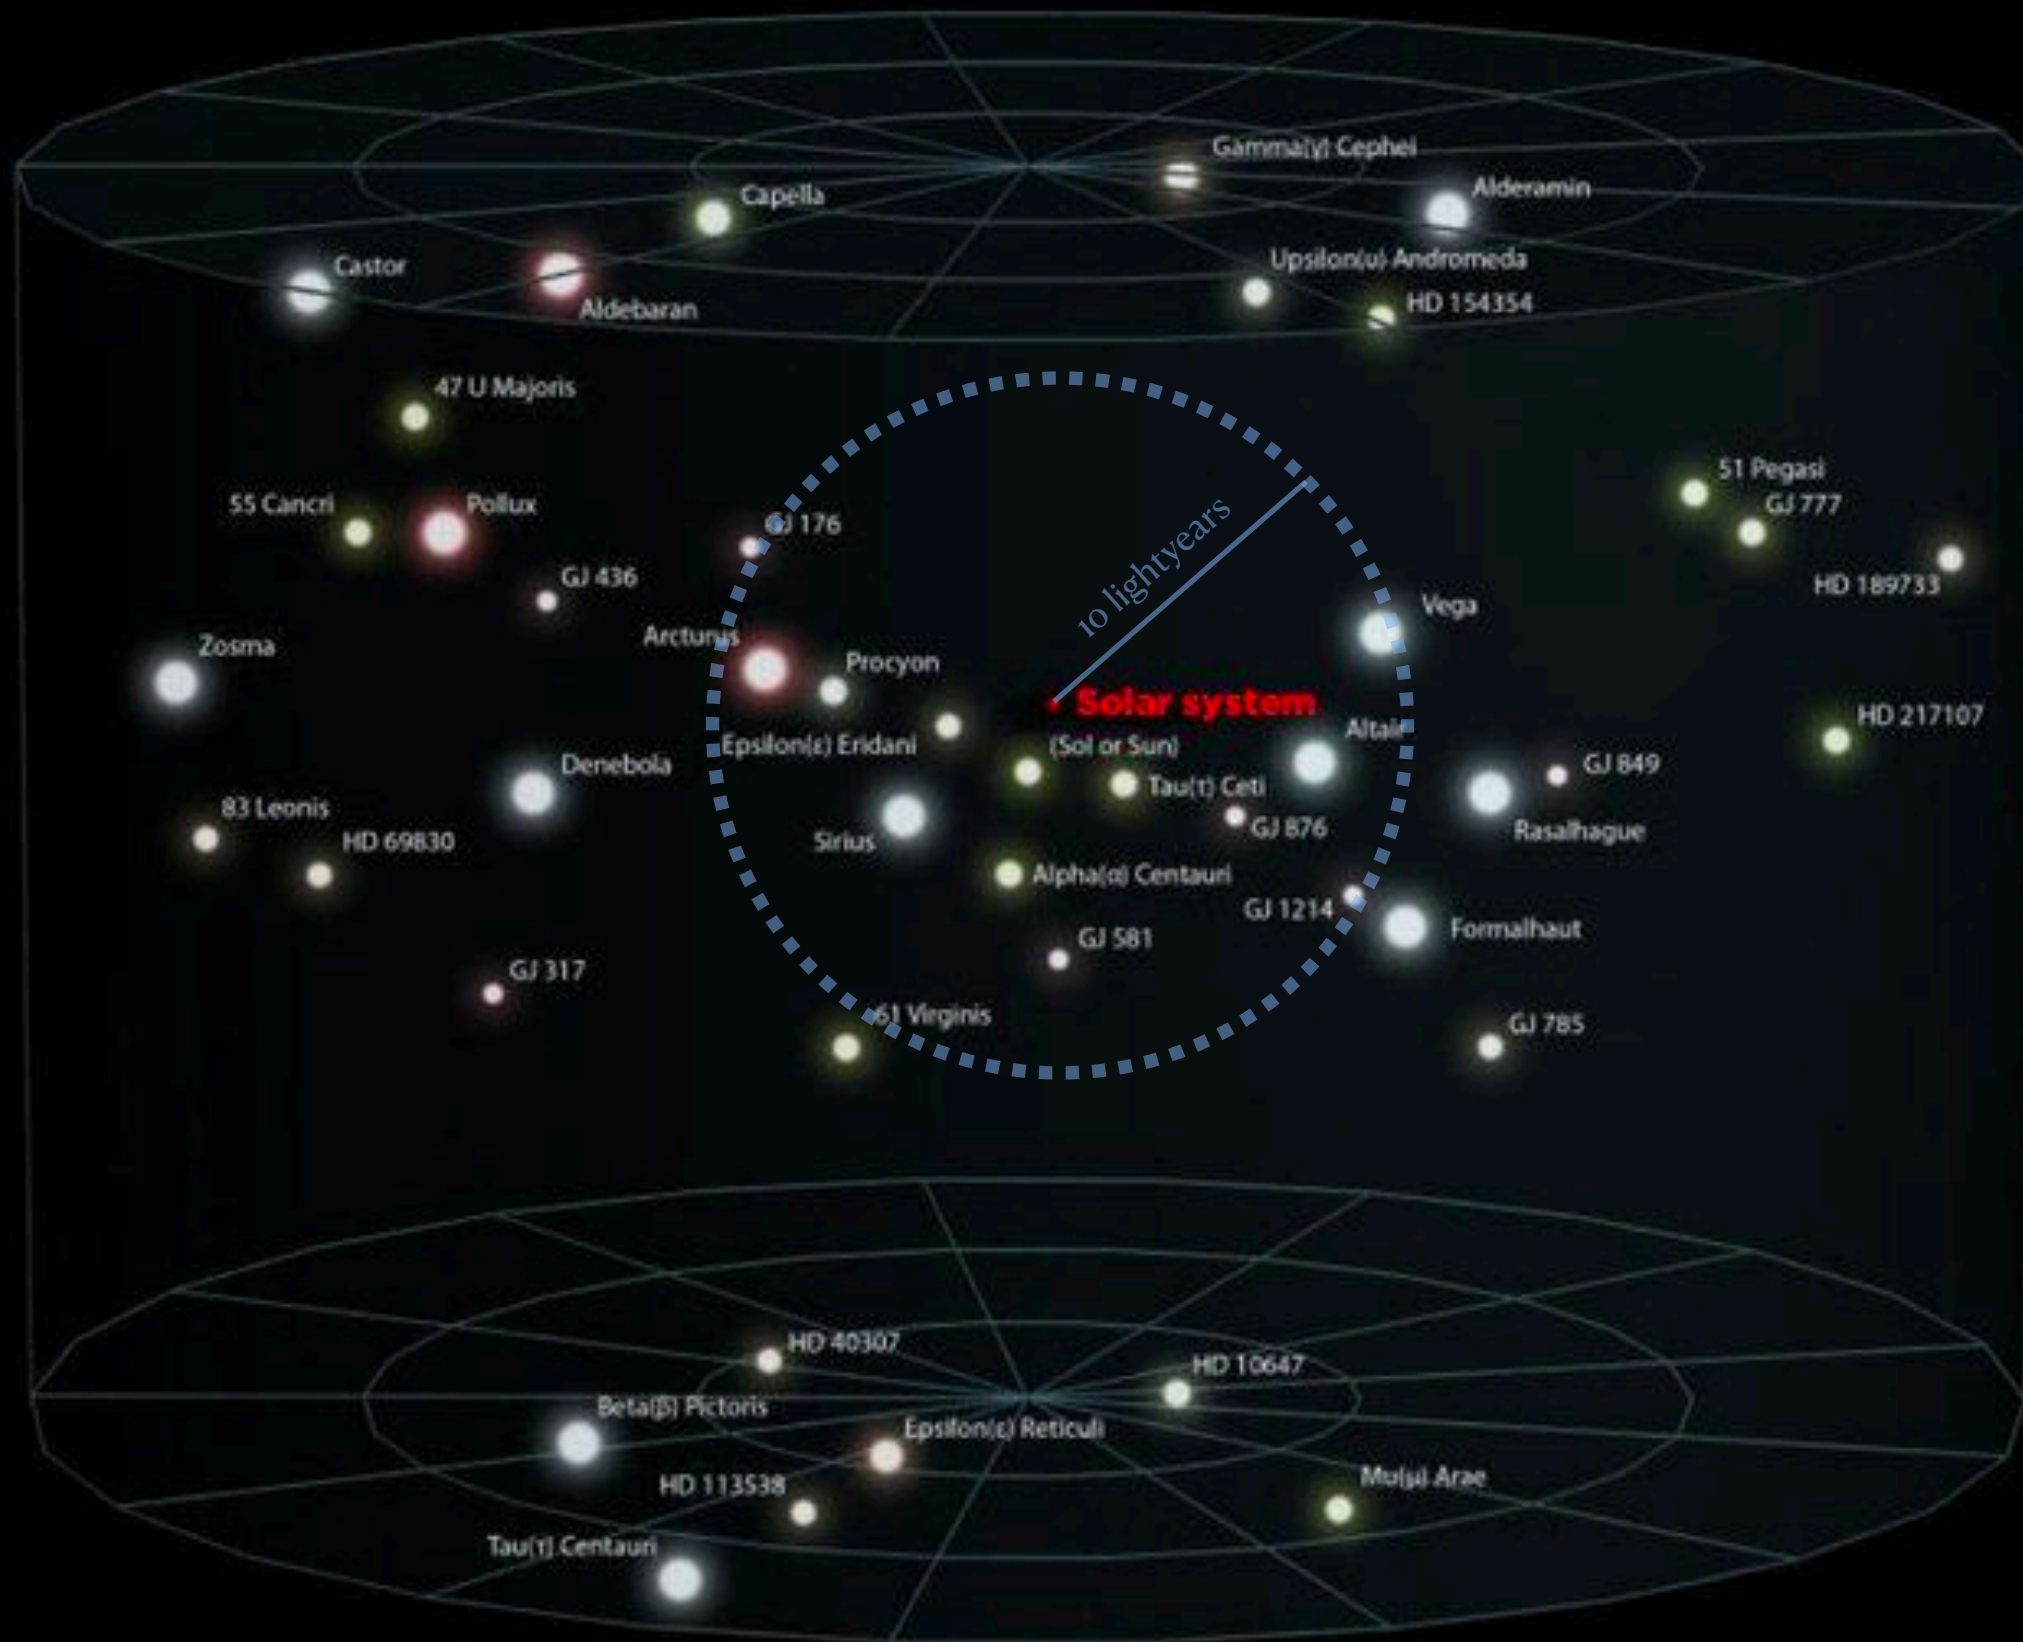 Gamma(γ) Cephei
Alderamin
Capella
Castor
Aldebaran
Upsilon(υ) Andromeda
HD 154354
47 U Majoris
51 Pegasi
55 Cancri
Pollux
GJ 777
GJ 176
10 lightyears
HD 189733
GJ 436
Vega
Zosma
Arcturus
Procyon
Solar system
(Sol or Sun)
Altair
HD 217107
Epsilon(ε) Eridani
Denebola
Tau(τ) Ceti
GJ 849
83 Leonis
HD 69830
Sirius
GJ 876
Rasalhague
Alpha(α) Centauri
GJ 1214
Formalhaut
GJ 581
GJ 317
61 Virginis
GJ 785
HD 40307
HD 10647
Beta(β) Pictoris
Epsilon(ε) Reticuli
HD 113538
Mu(μ) Arae
Tau(τ) Centauri